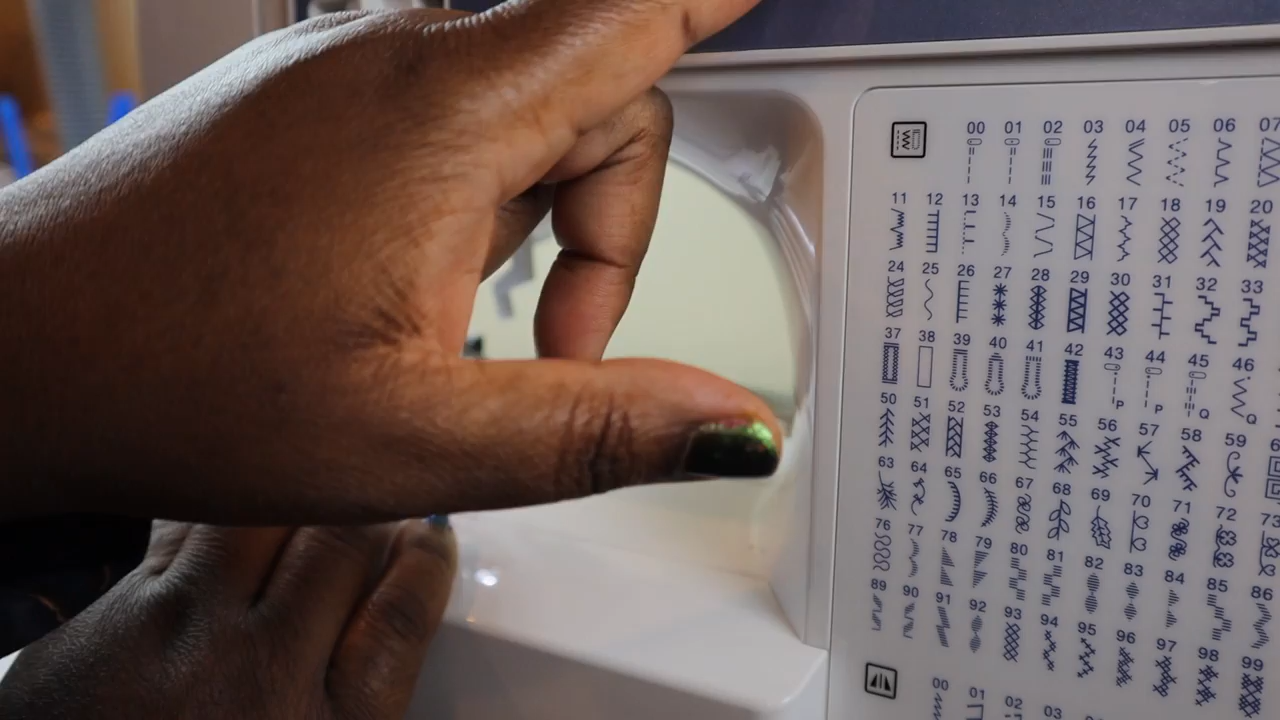 00 01 02 03 04 05 06 07
11 12 13 14 15 16 17 18 19 20
24 25 26 27 28 29 30 31 32 33
37 38 39 40 41 42 43 44 45 46
P P Q Q
50 51 52 53 54 55 56 57 58 59
63 64 65 66 67 68 69 70 71 72 73
76 77 78 79 80 81 82 83 84 85 86
89 90 91 92 93 94 95 96 97 98 99
00 01 02 03